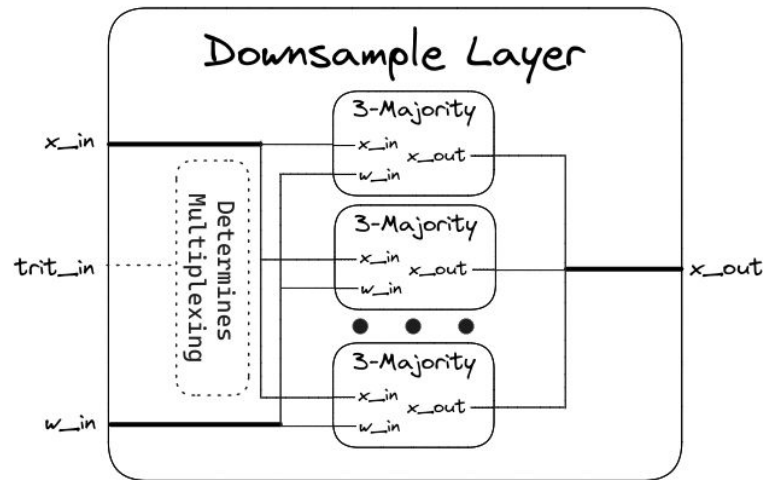 Downsample Layer
x_in
trit_in
w_in
Determines
Multiplexing
3-Majority
x_in
x_out
w_in
3-Majority
x_in
x_out
w_in
3-Majority
x_in
x_out
w_in
x_out